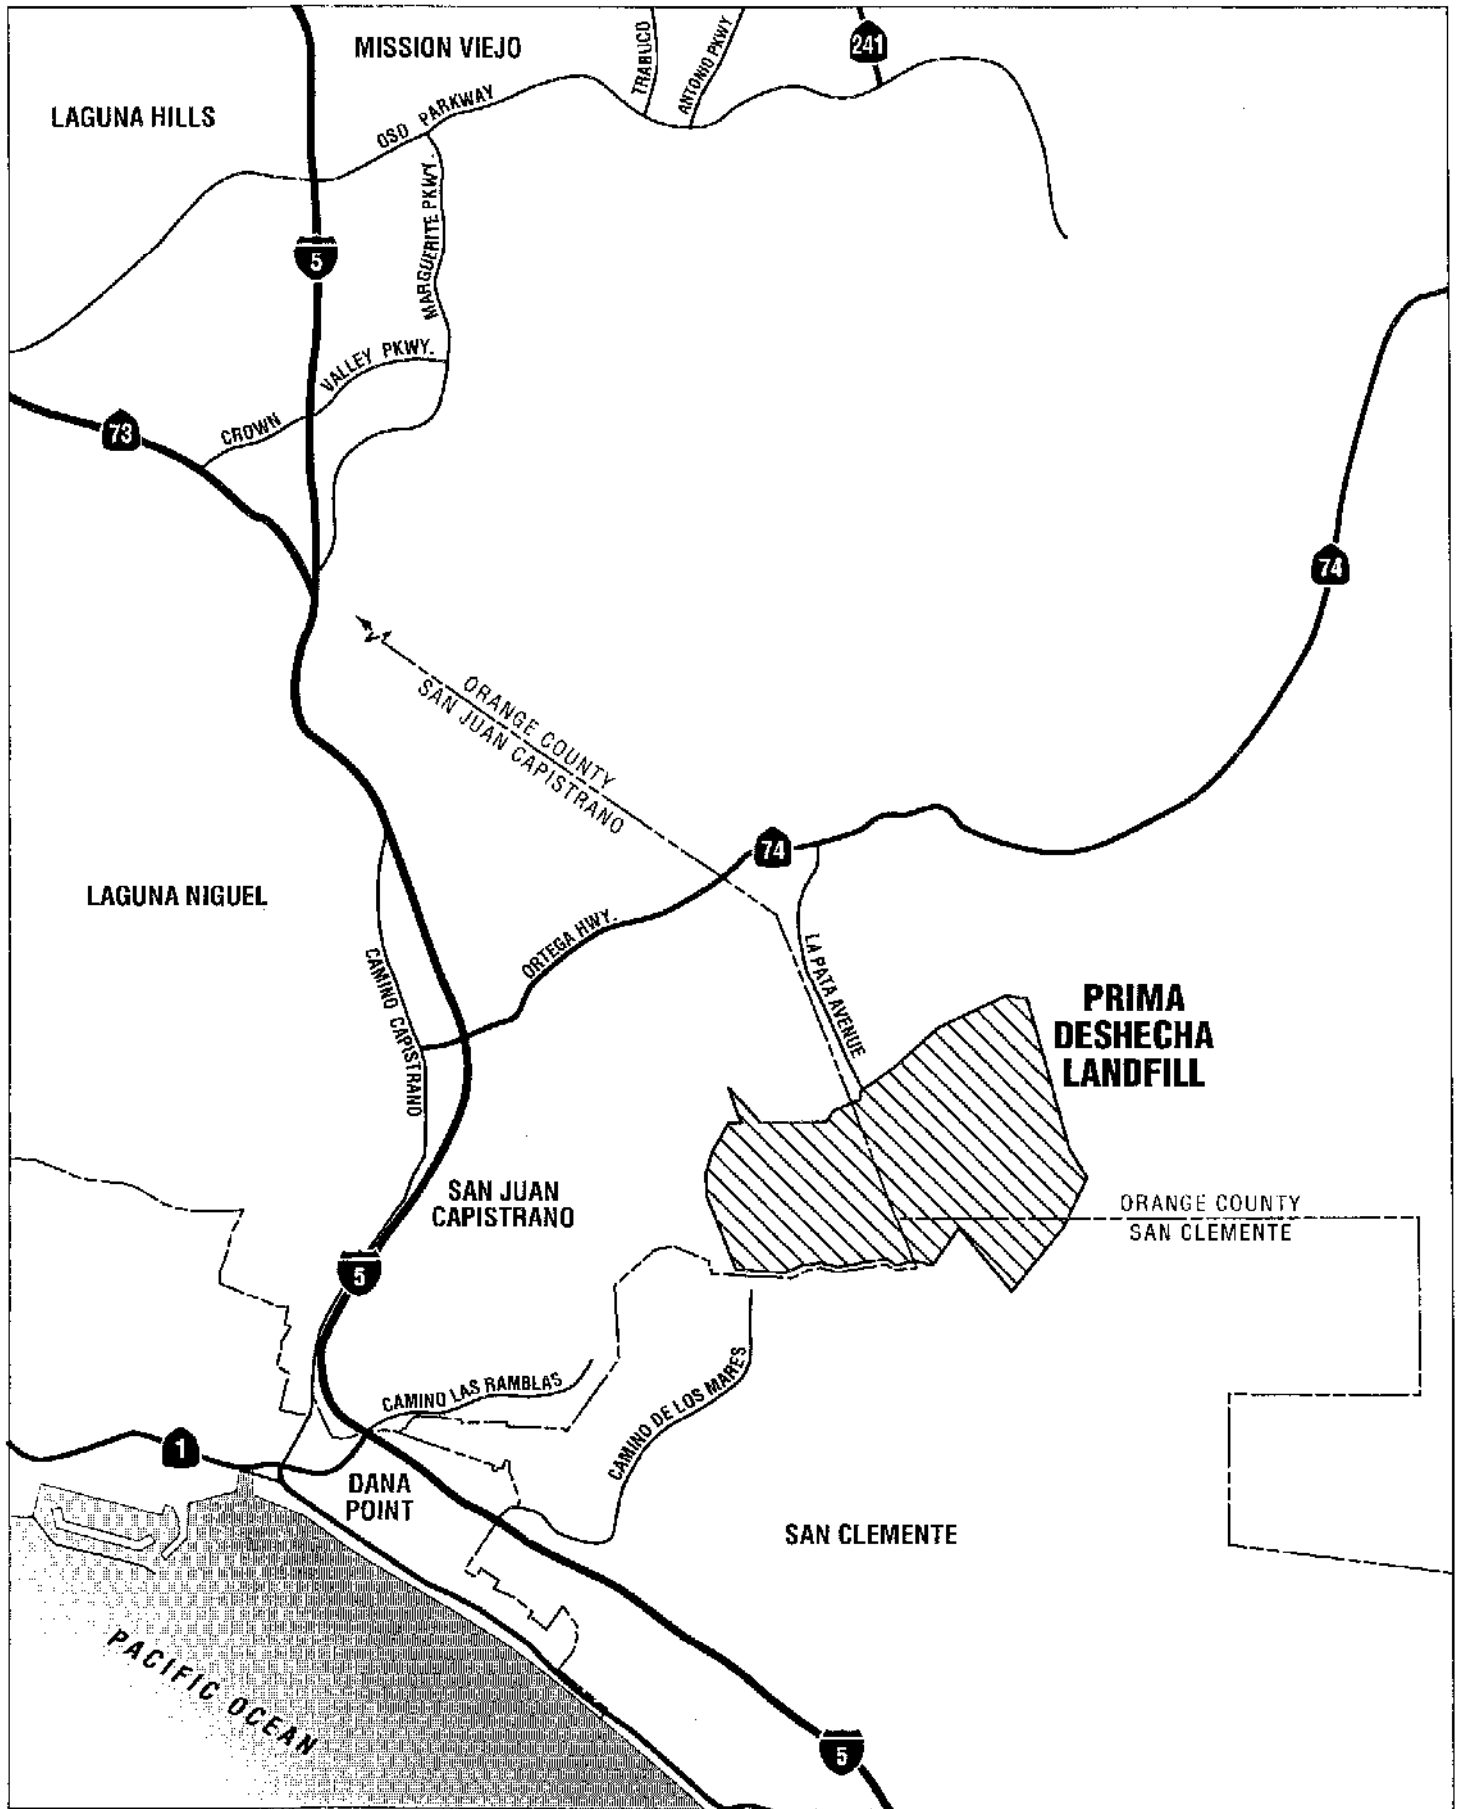 MISSION VIEJO
TRABUCO
ANTONIO PKWY
241
LAGUNA HILLS
OSO PARKWAY
MARGUERITE PKWY.
5
VALLEY PKWY.
CROWN
73
74
ORANGE COUNTY
SAN JUAN CAPISTRANO
74
LAGUNA NIGUEL
ORTEGA HWY.
CAMINO CAPISTRANO
LA PATA AVENUE
PRIMA
DESHECHA
LANDFILL
SAN JUAN
CAPISTRANO
ORANGE COUNTY
SAN CLEMENTE
5
CAMINO LAS RAMBLAS
CAMINO DE LOS MARES
1
DANA
POINT
SAN CLEMENTE
PACIFIC OCEAN
5